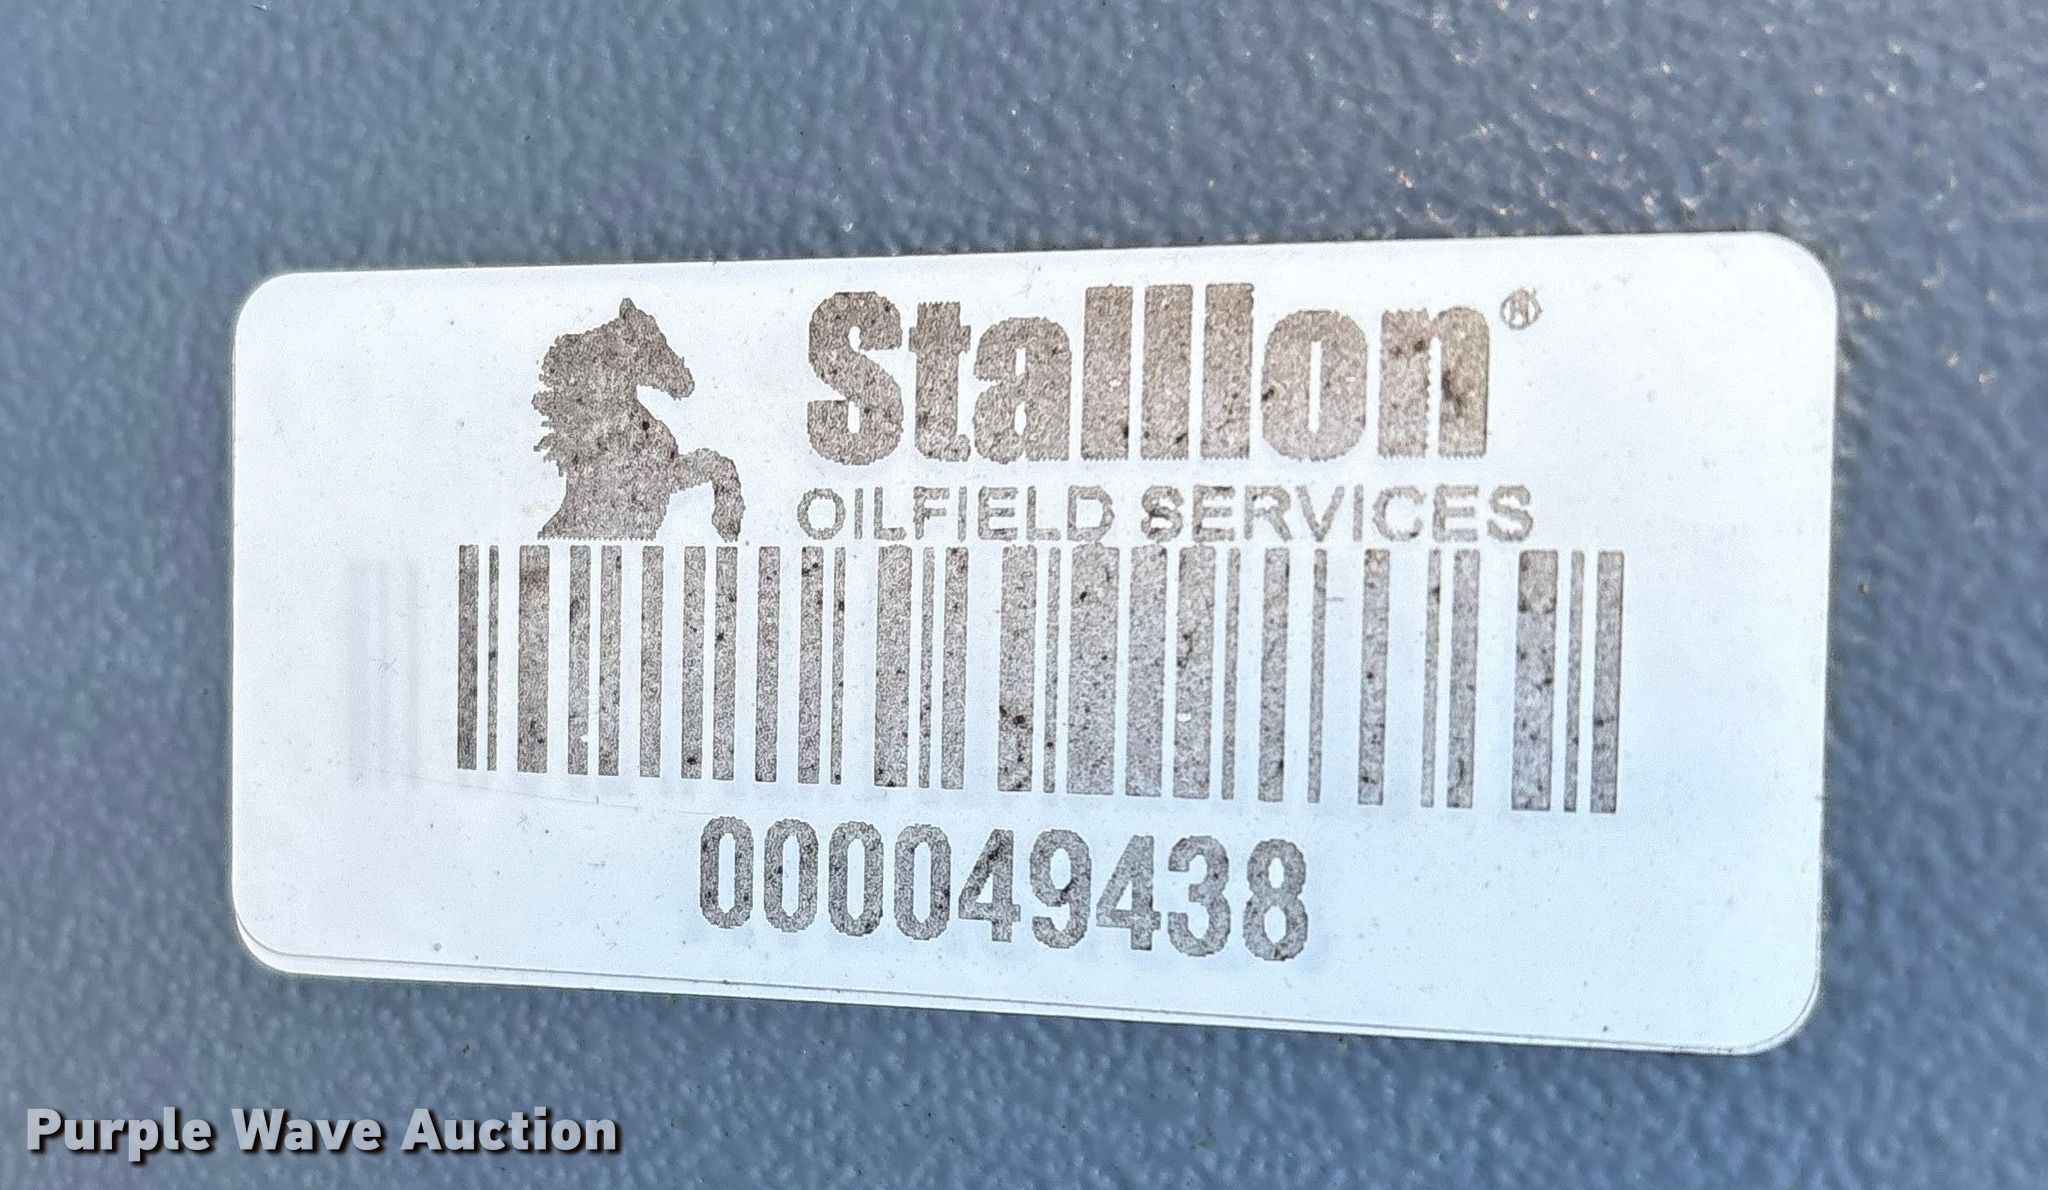 Stallion®
OILFIELD SERVICES
000049438
Purple Wave Auction